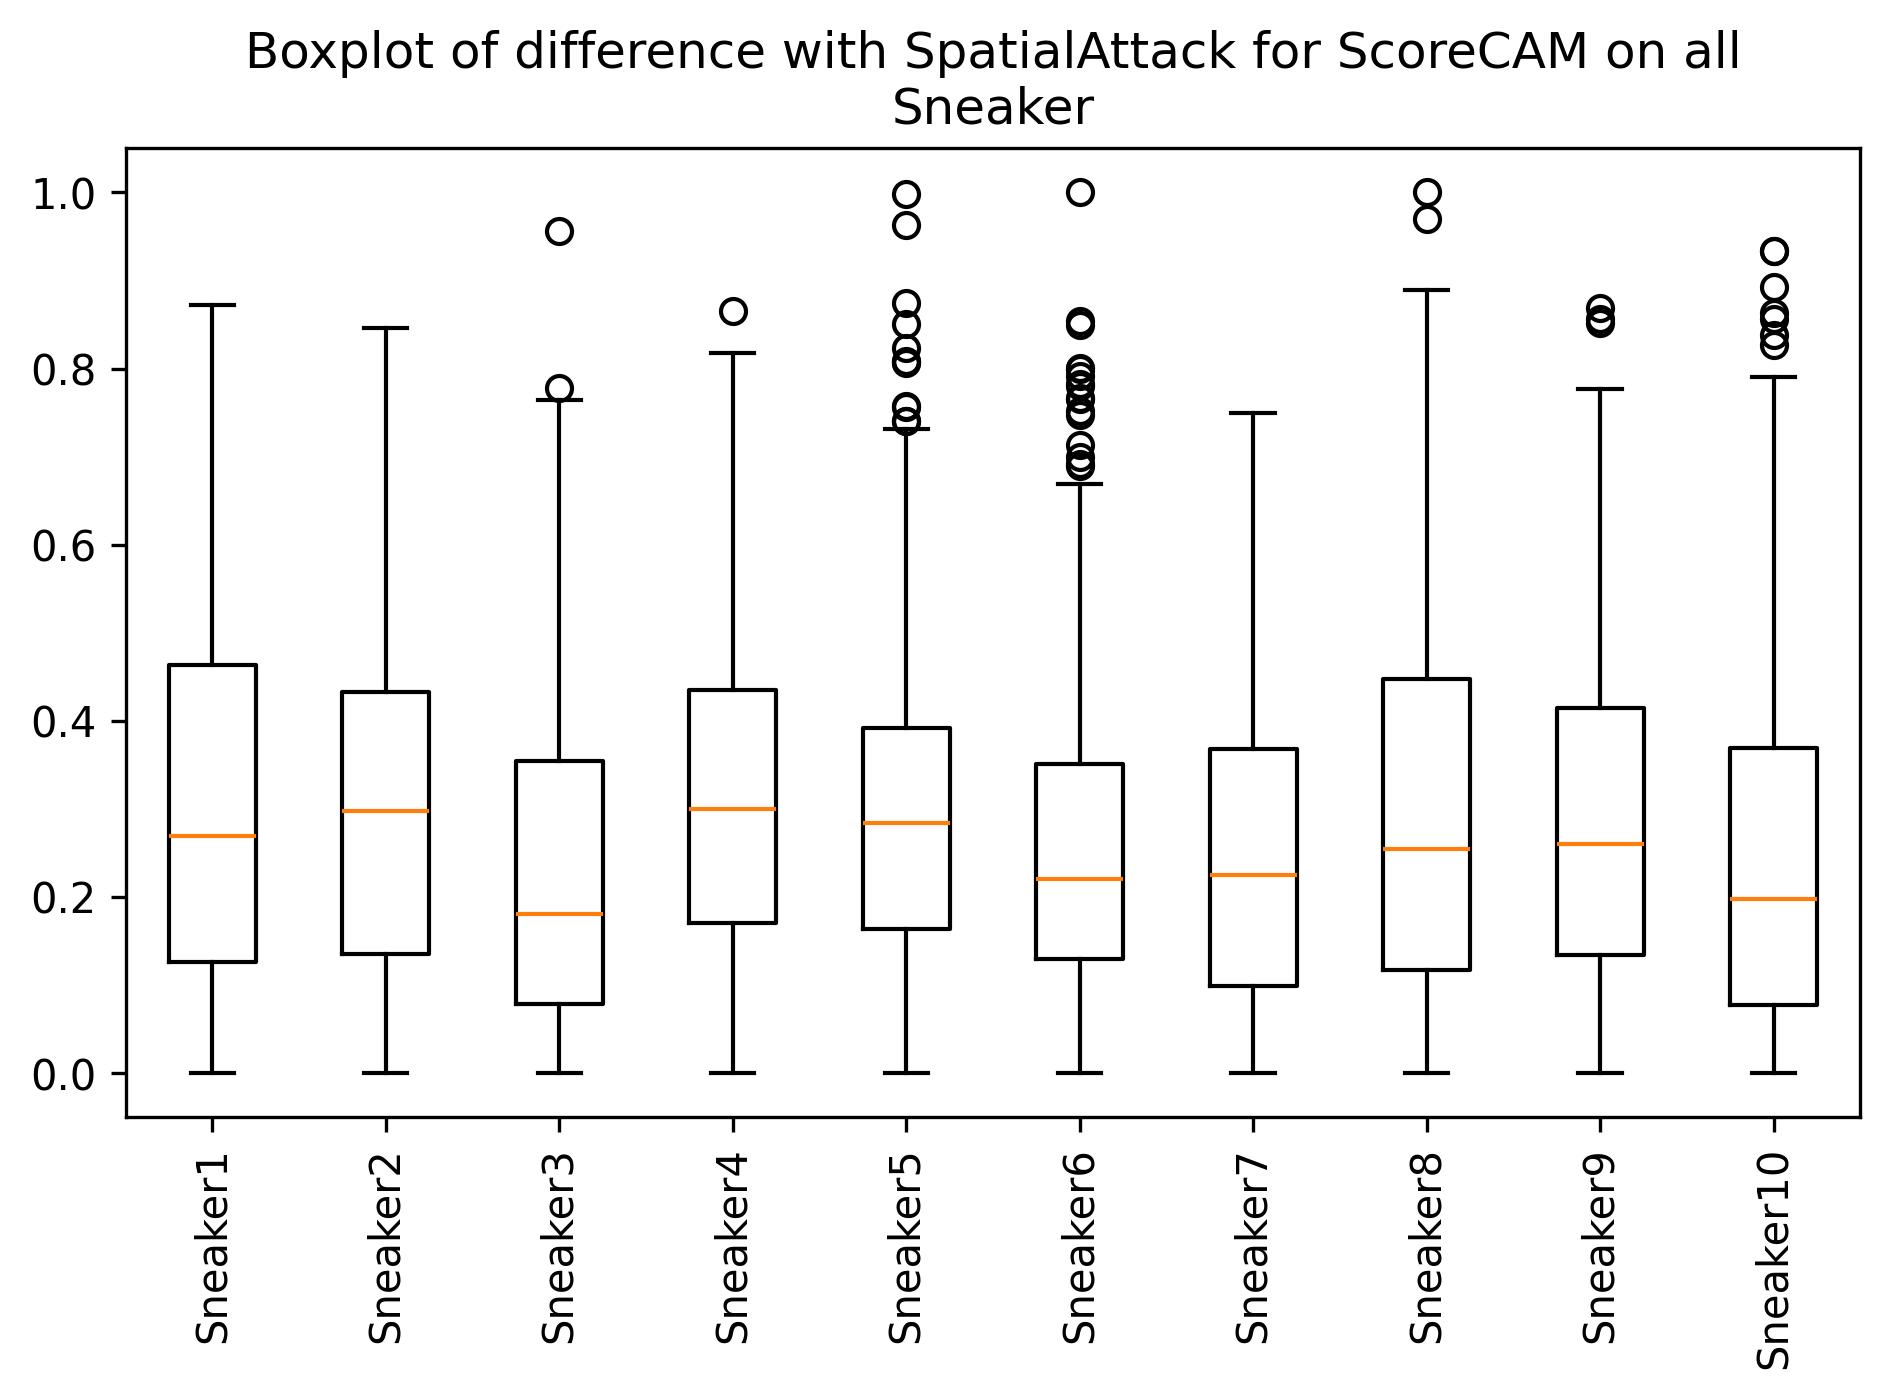 Boxplot of difference with SpatialAttack for ScoreCAM on all
Sneaker
1.0
0.8
0.6
0.4
0.2
0.0
Sneaker1
Sneaker2
Sneaker3
Sneaker4
Sneaker5
Sneaker6
Sneaker7
Sneaker8
Sneaker9
Sneaker10